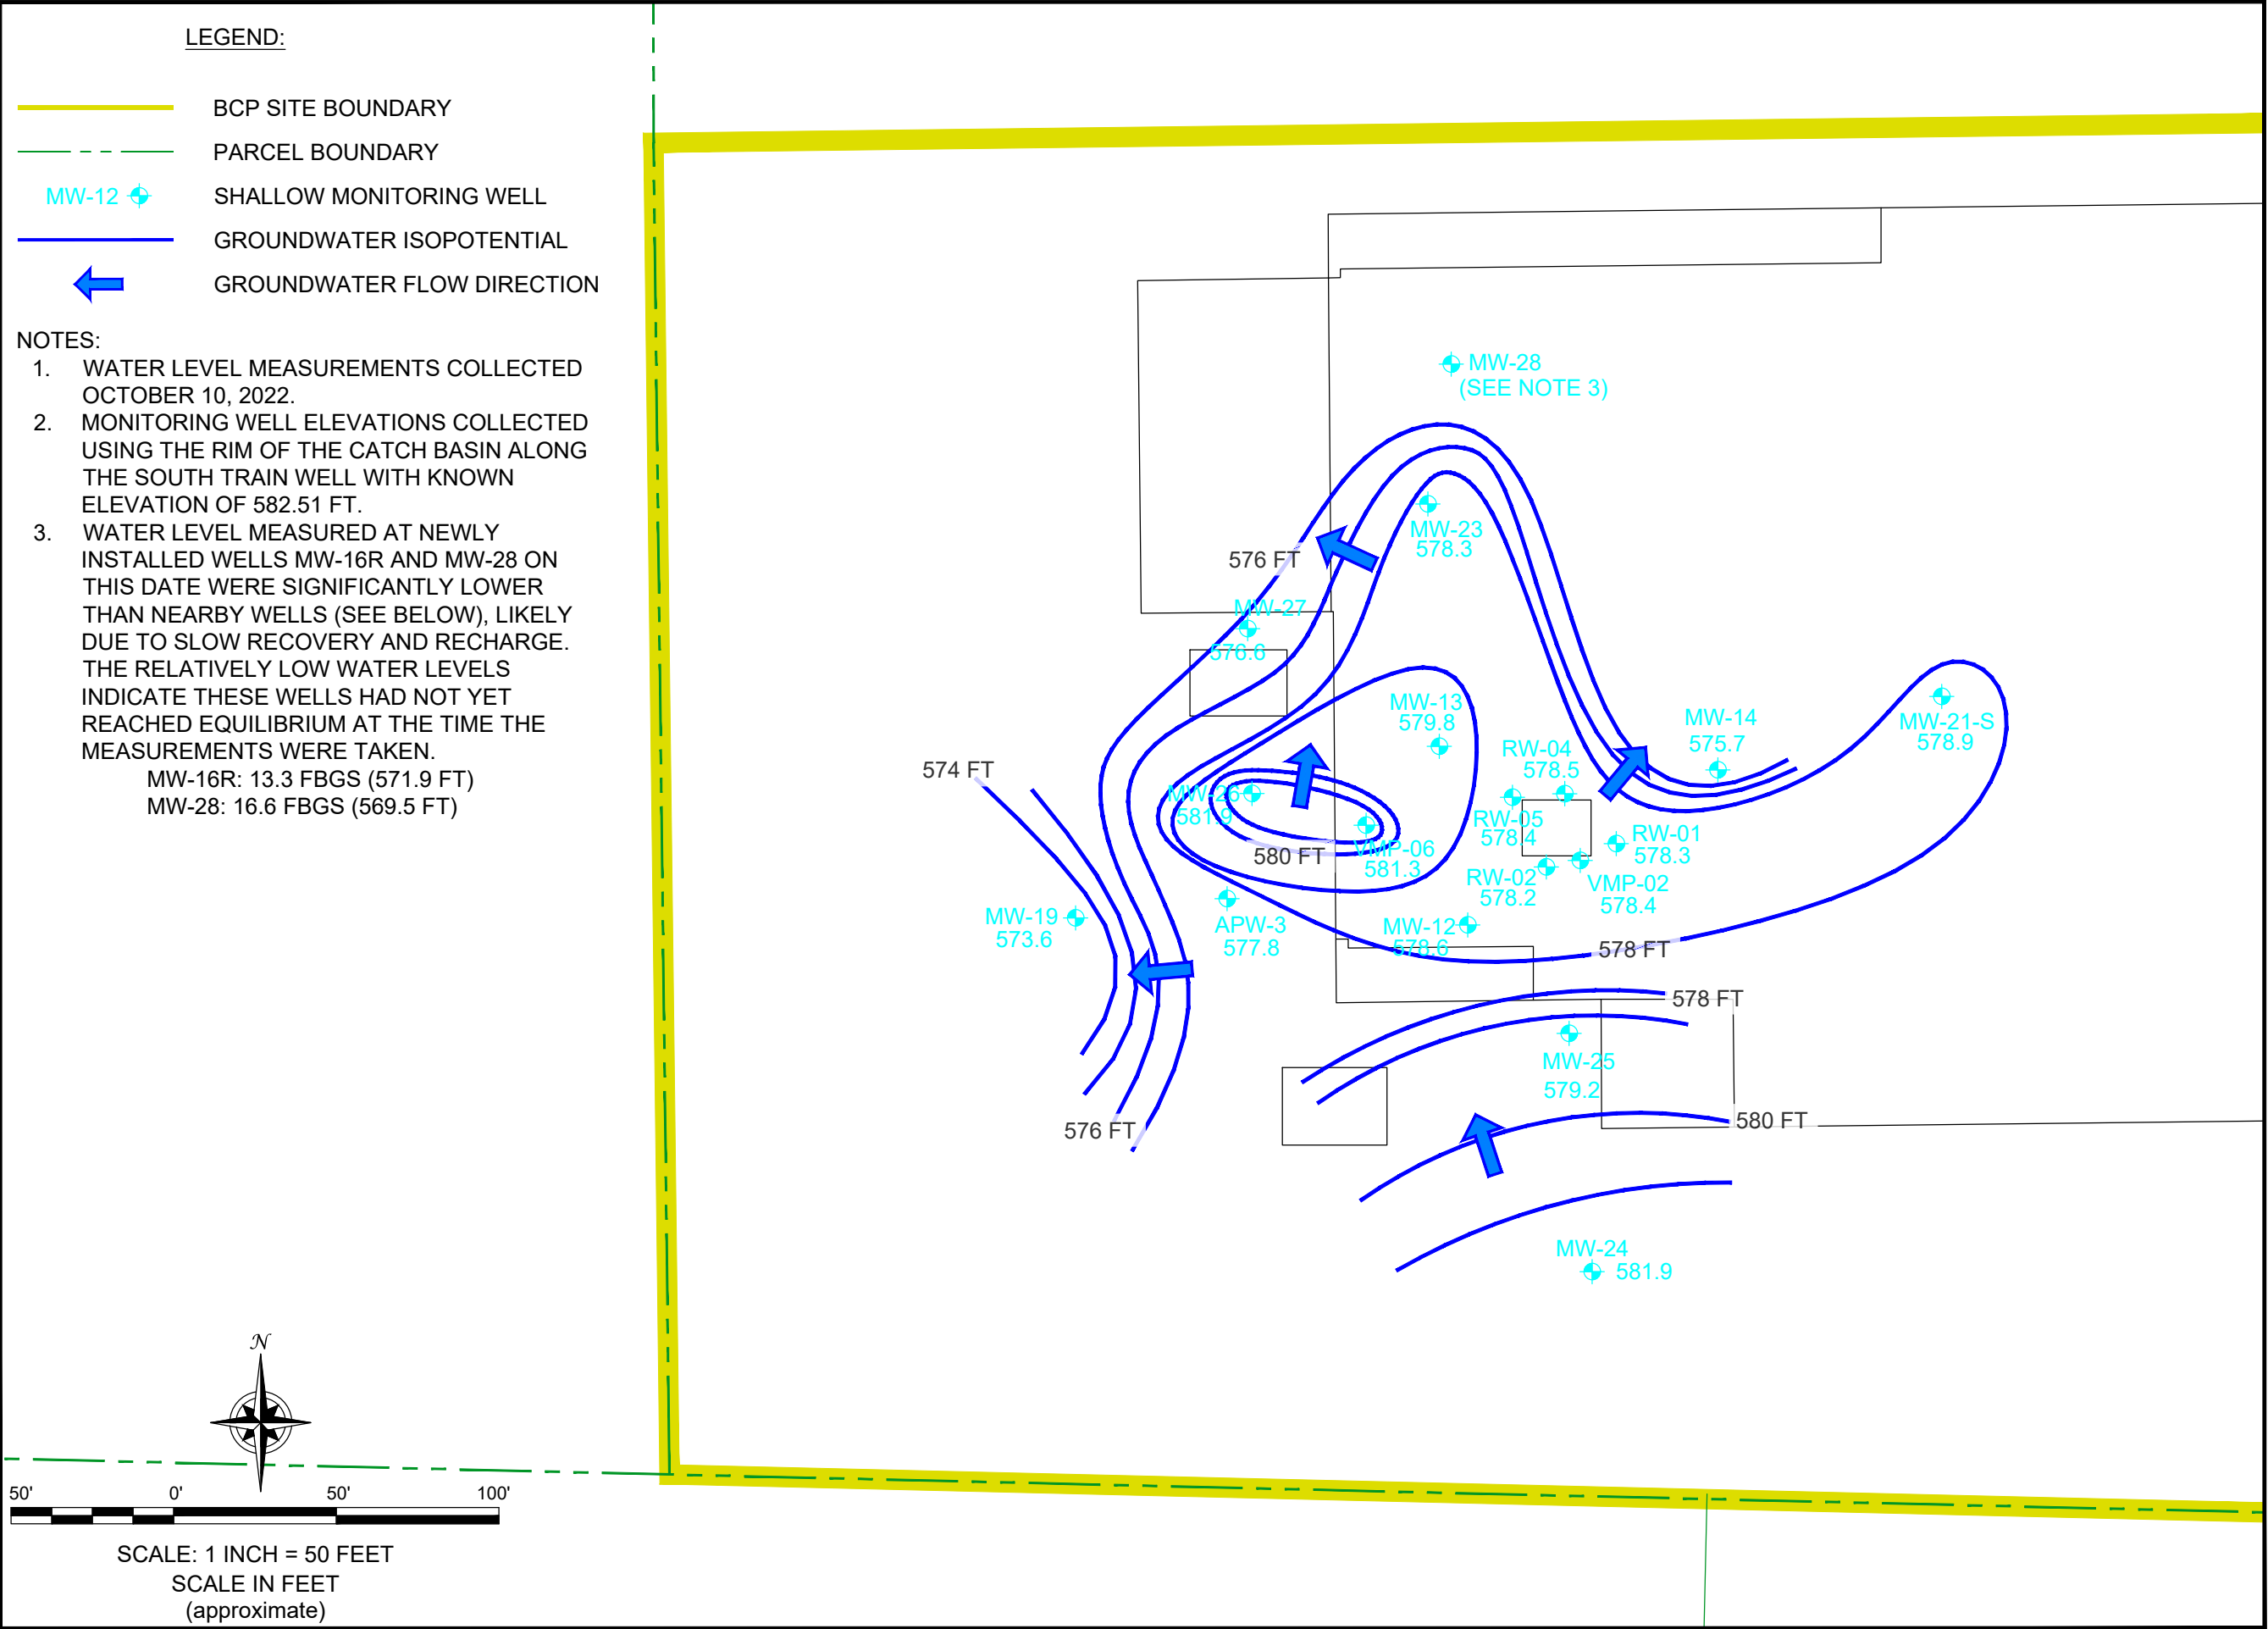 LEGEND:
BCP SITE BOUNDARY
PARCEL BOUNDARY
MW-12
SHALLOW MONITORING WELL
GROUNDWATER ISOPOTENTIAL
GROUNDWATER FLOW DIRECTION
NOTES:
1. WATER LEVEL MEASUREMENTS COLLECTED
OCTOBER 10, 2022.
2. MONITORING WELL ELEVATIONS COLLECTED
USING THE RIM OF THE CATCH BASIN ALONG
THE SOUTH TRAIN WELL WITH KNOWN
ELEVATION OF 582.51 FT.
3. WATER LEVEL MEASURED AT NEWLY
INSTALLED WELLS MW-16R AND MW-28 ON
THIS DATE WERE SIGNIFICANTLY LOWER
THAN NEARBY WELLS (SEE BELOW), LIKELY
DUE TO SLOW RECOVERY AND RECHARGE.
THE RELATIVELY LOW WATER LEVELS
INDICATE THESE WELLS HAD NOT YET
REACHED EQUILIBRIUM AT THE TIME THE
MEASUREMENTS WERE TAKEN.
MW-16R: 13.3 FBGS (571.9 FT)
MW-28: 16.6 FBGS (569.5 FT)
MW-28
(SEE NOTE 3)
MW-23
578.3
576 FT
MW-27
576.6
MW-13
579.8
MW-14
575.7
MW-21-S
578.9
RW-04
578.5
574 FT
MW-26
581.9
RW-05
578.4
RW-01
578.3
580 FT
VMP-06
581.3
RW-02
578.2
VMP-02
578.4
MW-19
573.6
APW-3
577.8
MW-12
578.6
578 FT
578 FT
MW-25
579.2
576 FT
580 FT
MW-24
581.9
N
50' 0' 50' 100'
SCALE: 1 INCH = 50 FEET
SCALE IN FEET
(approximate)